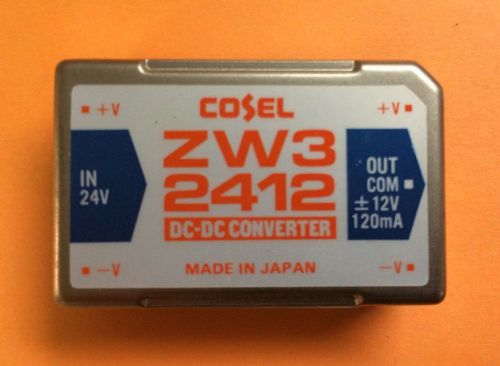 +V COSEL +V
ZW3
2412
IN
24V
OUT
COM
±12V
120mA
DC-DC CONVERTER
-V MADE IN JAPAN -V